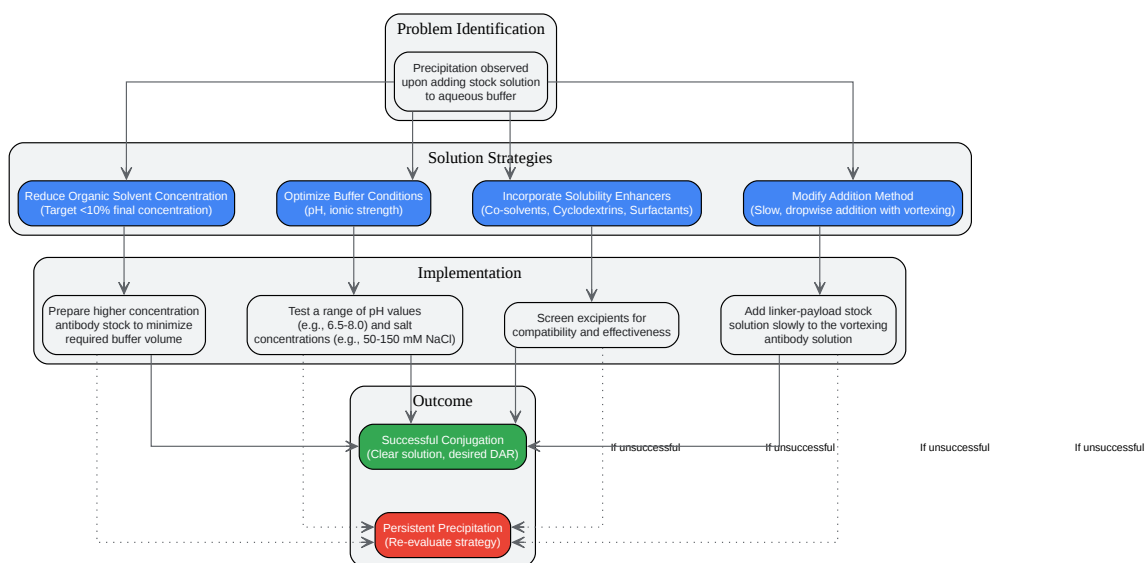 Problem Identification
Precipitation observed
upon adding stock solution
to aqueous buffer
Solution Strategies
Reduce Organic Solvent Concentration
(Target <10% final concentration)
Optimize Buffer Conditions
(pH, ionic strength)
Incorporate Solubility Enhancers
(Co-solvents, Cyclodextrins, Surfactants)
Modify Addition Method
(Slow, dropwise addition with vortexing)
Implementation
Prepare higher concentration
antibody stock to minimize
required buffer volume
Test a range of pH values
(e.g., 6.5-8.0) and salt
concentrations (e.g., 50-150 mM NaCl)
Screen excipients for
compatibility and effectiveness
Add linker-payload stock
solution slowly to the vortexing
antibody solution
Outcome
Successful Conjugation
(Clear solution, desired DAR)
If unsuccessful
If unsuccessful
If unsuccessful
If unsuccessful
Persistent Precipitation
(Re-evaluate strategy)